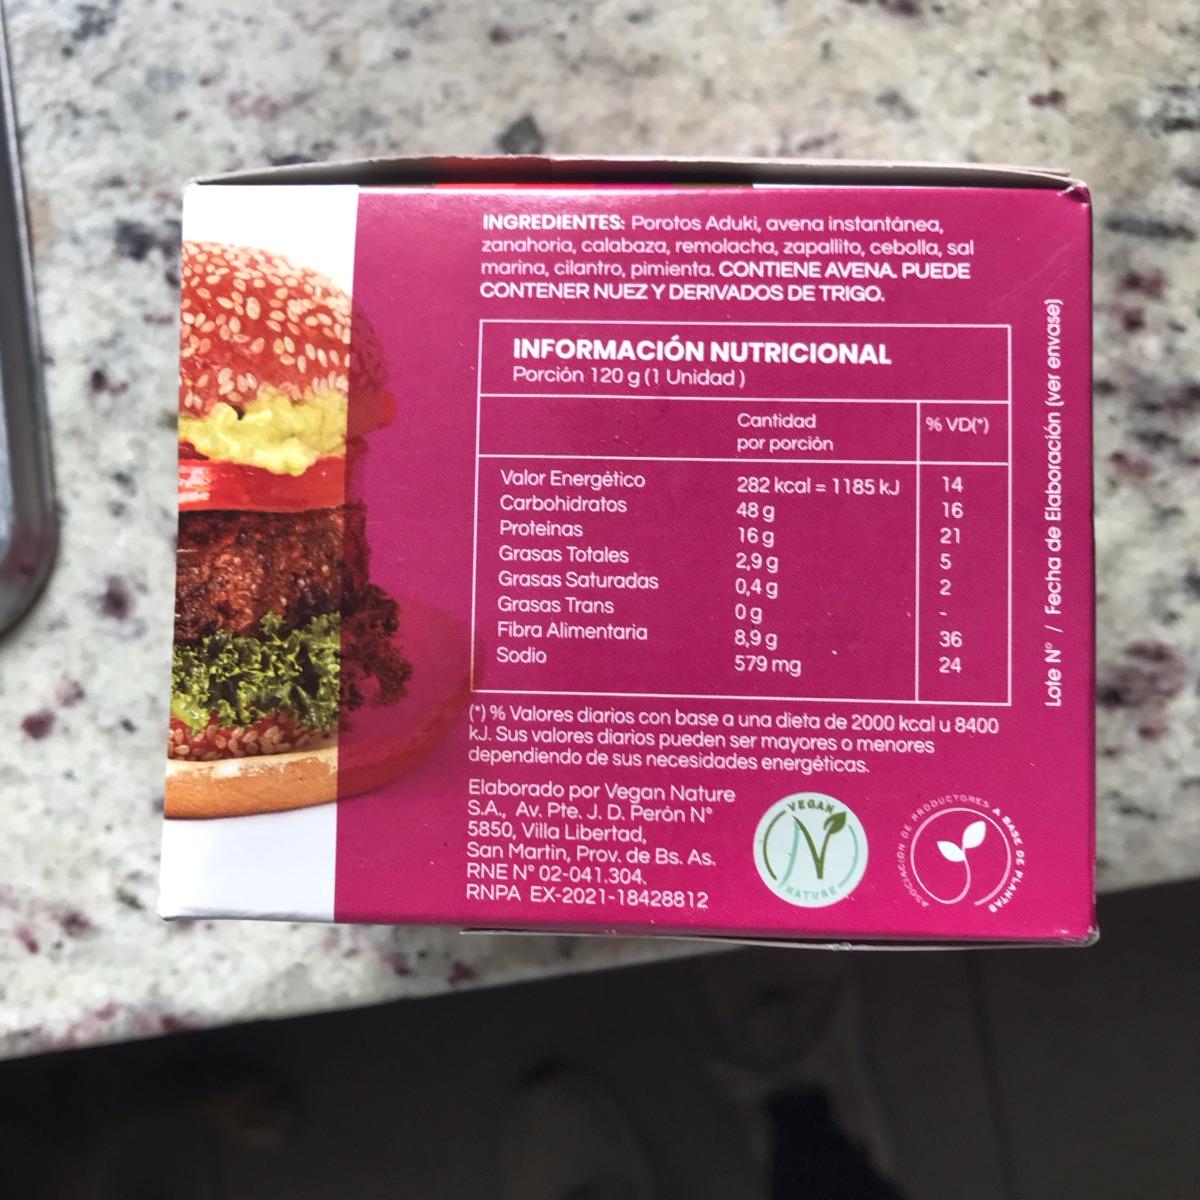 INGREDIENTES: Porotos Aduki, avena instantánea,
zanahoria, calabaza, remolacha, zapallito, cebolla, sal
marina, cilantro, pimienta. CONTIENE AVENA. PUEDE
CONTENER NUEZ Y DERIVADOS DE TRIGO.
INFORMACIÓN NUTRICIONAL
Porción 120 g (1 Unidad)
Cantidad por porción % VD(*)
Valor Energético 282 kcal = 1185 kJ 14
Carbohidratos 48 g 16
Proteinas 16 g 21
Grasas Totales 2,9 g 5
Grasas Saturadas 0,4 g 2
Grasas Trans 0 g -
Fibra Alimentaria 8,9 g 36
Sodio 579 mg 24
(*) % Valores diarios con base a una dieta de 2000 kcal u 8400
kJ. Sus valores diarios pueden ser mayores o menores
dependiendo de sus necesidades energéticas.
Elaborado por Vegan Nature
S.A., Av. Pte. J. D. Perón N°
5850, Villa Libertad,
San Martin, Prov. de Bs. As.
RNE N° 02-041.304.
RNPA EX-2021-18428812
VEGAN
N
NATURE
ASOCIACIÓN DE PRODUCTORES A BASE DE PLANTAS
Lote N° / Fecha de Elaboración (ver envase)